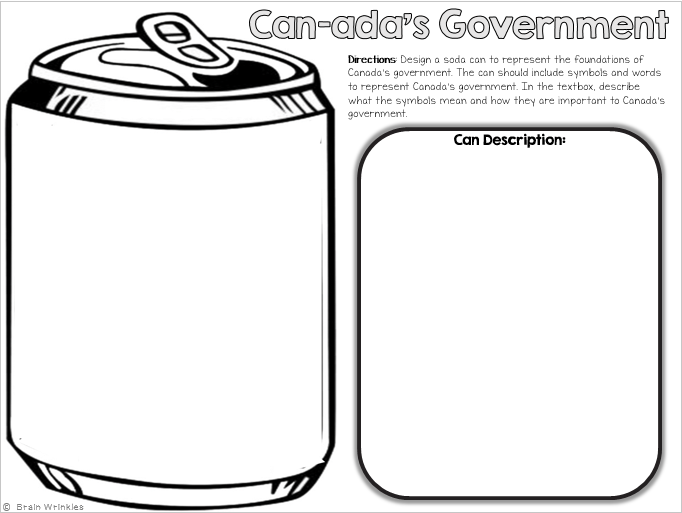 Can-ada's Government
Directions: Design a soda can to represent the foundations of
Canada's government. The can should include symbols and words
to represent Canada's government. In the textbox, describe
what the symbols mean and how they are important to Canada's
government.
Can Description:
© Brain Wrinkles